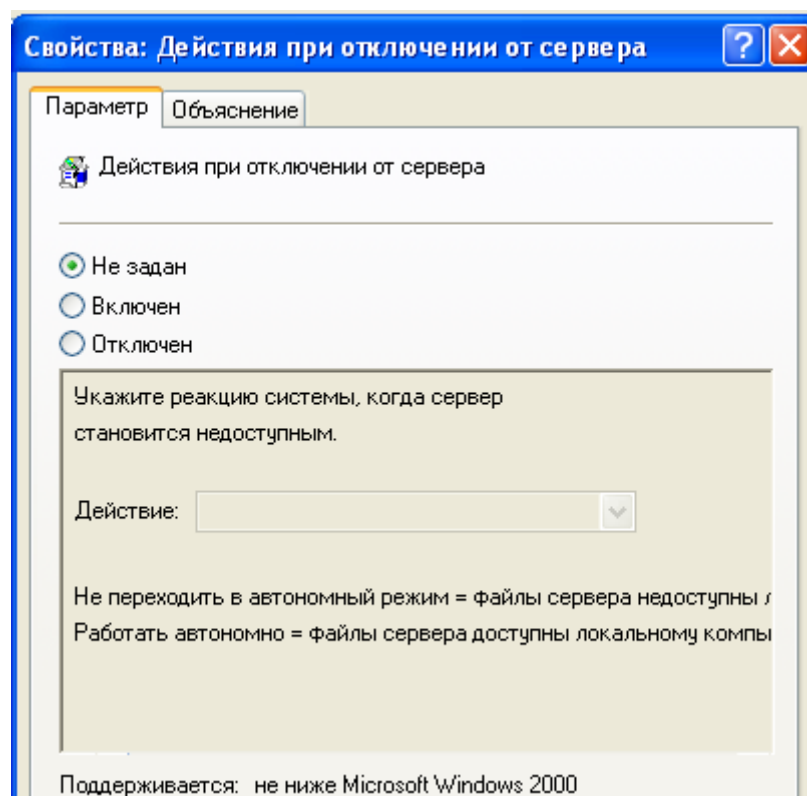 Свойства: Действия при отключении от сервера
Параметр Объяснение
Действия при отключении от сервера
Не задан
Включен
Отключен
Укажите реакцию системы, когда сервер
становится недоступным.
Действие:
Не переходить в автономный режим = файлы сервера недоступны
Работать автономно = файлы сервера доступны локальному компы
Поддерживается: не ниже Microsoft Windows 2000